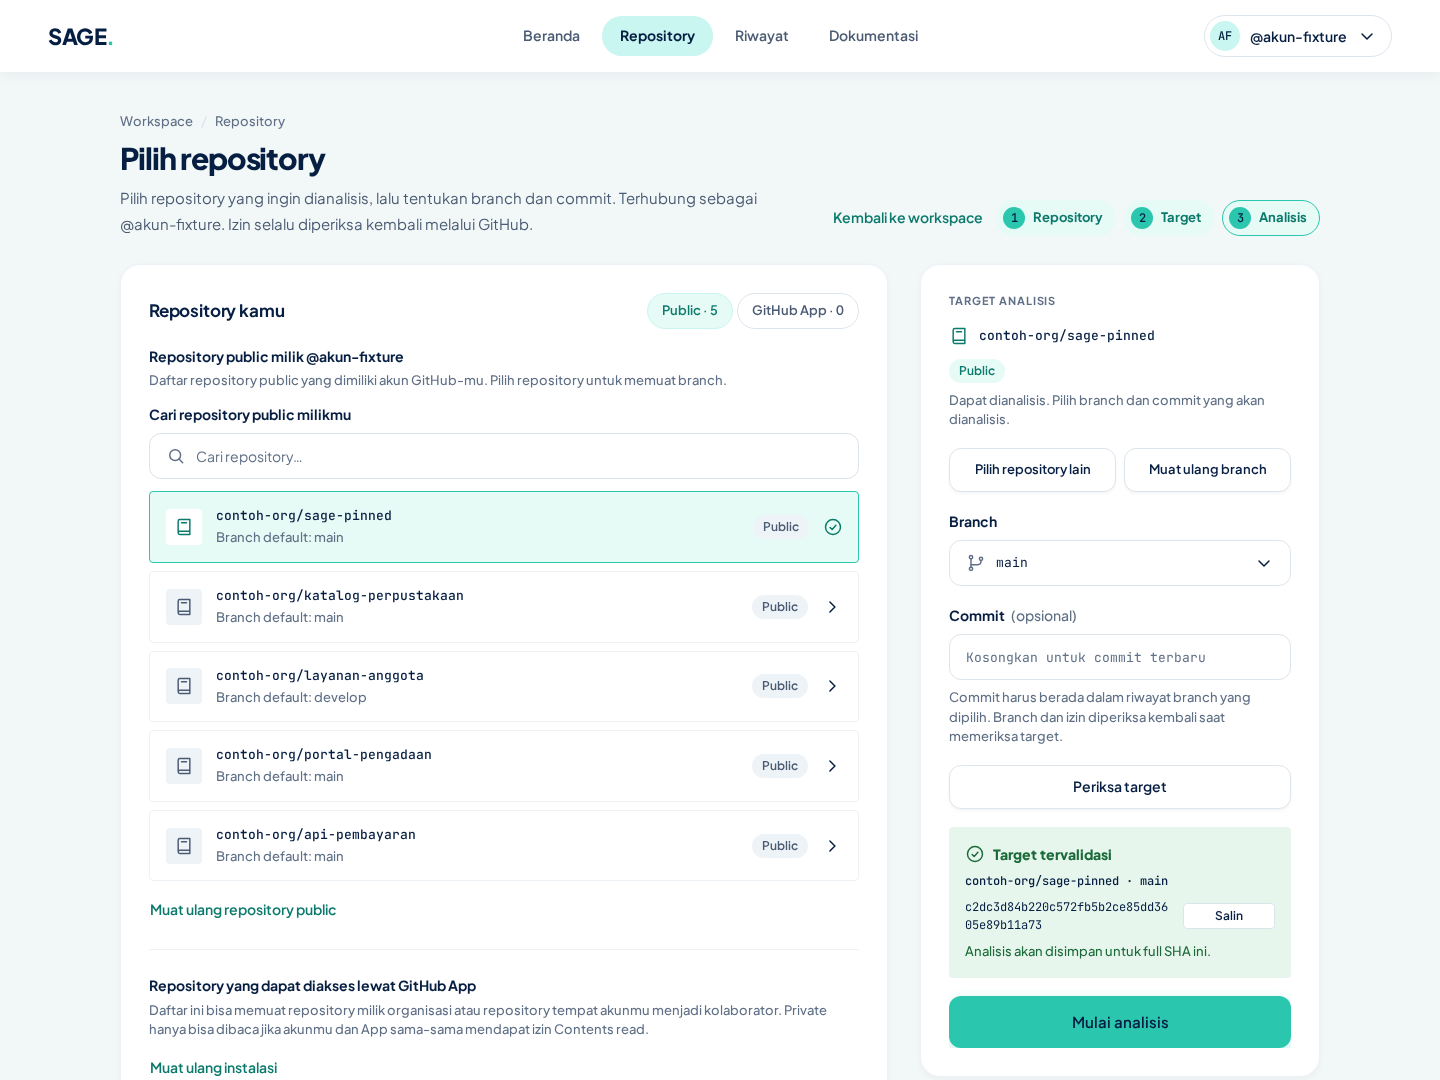 SAGE.
Beranda
Repository
Riwayat
Dokumentasi
AF
@akun-fixture
Workspace / Repository
Pilih repository
Pilih repository yang ingin dianalisis, lalu tentukan branch dan commit. Terhubung sebagai
@akun-fixture. Izin selalu diperiksa kembali melalui GitHub.
Kembali ke workspace
1 Repository
2 Target
3 Analisis
Repository kamu
Public · 5
GitHub App · 0
Repository public milik @akun-fixture
Daftar repository public yang dimiliki akun GitHub-mu. Pilih repository untuk memuat branch.
Cari repository public milikmu
Cari repository...
contoh-org/sage-pinned
Branch default: main
Public
contoh-org/katalog-perpustakaan
Branch default: main
Public
contoh-org/layanan-anggota
Branch default: develop
Public
contoh-org/portal-pengadaan
Branch default: main
Public
contoh-org/api-pembayaran
Branch default: main
Public
Muat ulang repository public
Repository yang dapat diakses lewat GitHub App
Daftar ini bisa memuat repository milik organisasi atau repository tempat akunmu menjadi kolaborator. Private
hanya bisa dibaca jika akunmu dan App sama-sama mendapat izin Contents read.
Muat ulang instalasi
TARGET ANALISIS
contoh-org/sage-pinned
Public
Dapat dianalisis. Pilih branch dan commit yang akan
dianalisis.
Pilih repository lain
Muat ulang branch
Branch
main
Commit (opsional)
Kosongkan untuk commit terbaru
Commit harus berada dalam riwayat branch yang
dipilih. Branch dan izin diperiksa kembali saat
memeriksa target.
Periksa target
Target tervalidasi
contoh-org/sage-pinned · main
c2dc3d84b220c572fb5b2ce85dd36
05e89b11a73
Salin
Analisis akan disimpan untuk full SHA ini.
Mulai analisis